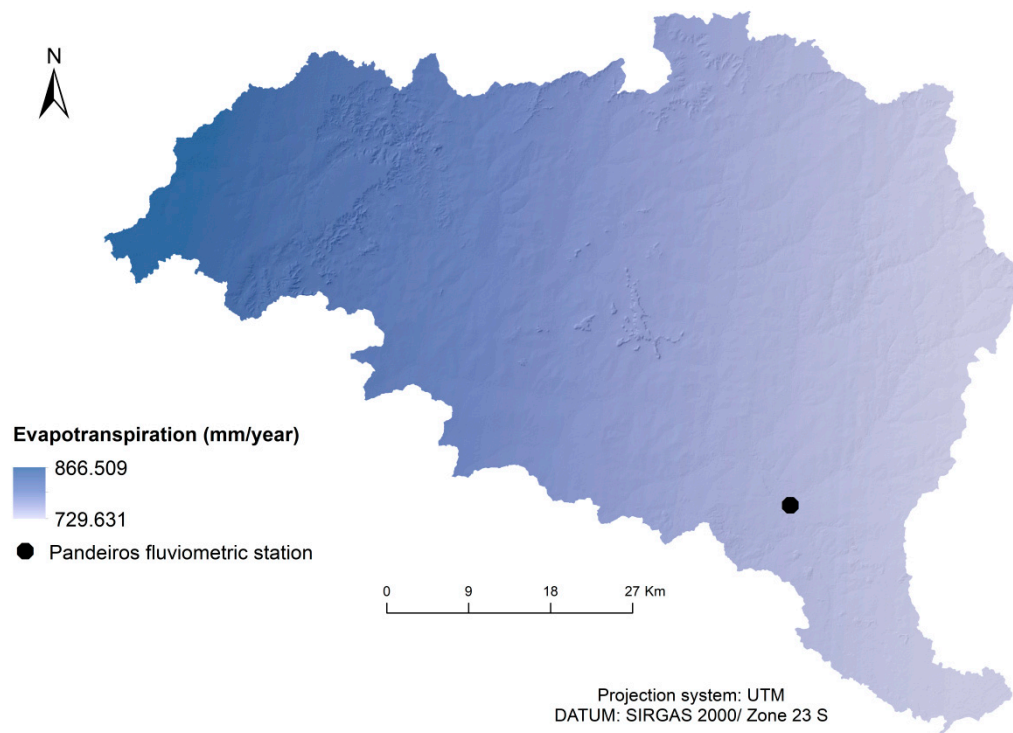 N
Evapotranspiration (mm/year)
866.509
729.631
Pandeiros fluviometric station
0 9 18 27 Km
Projection system: UTM
DATUM: SIRGAS 2000/ Zone 23 S